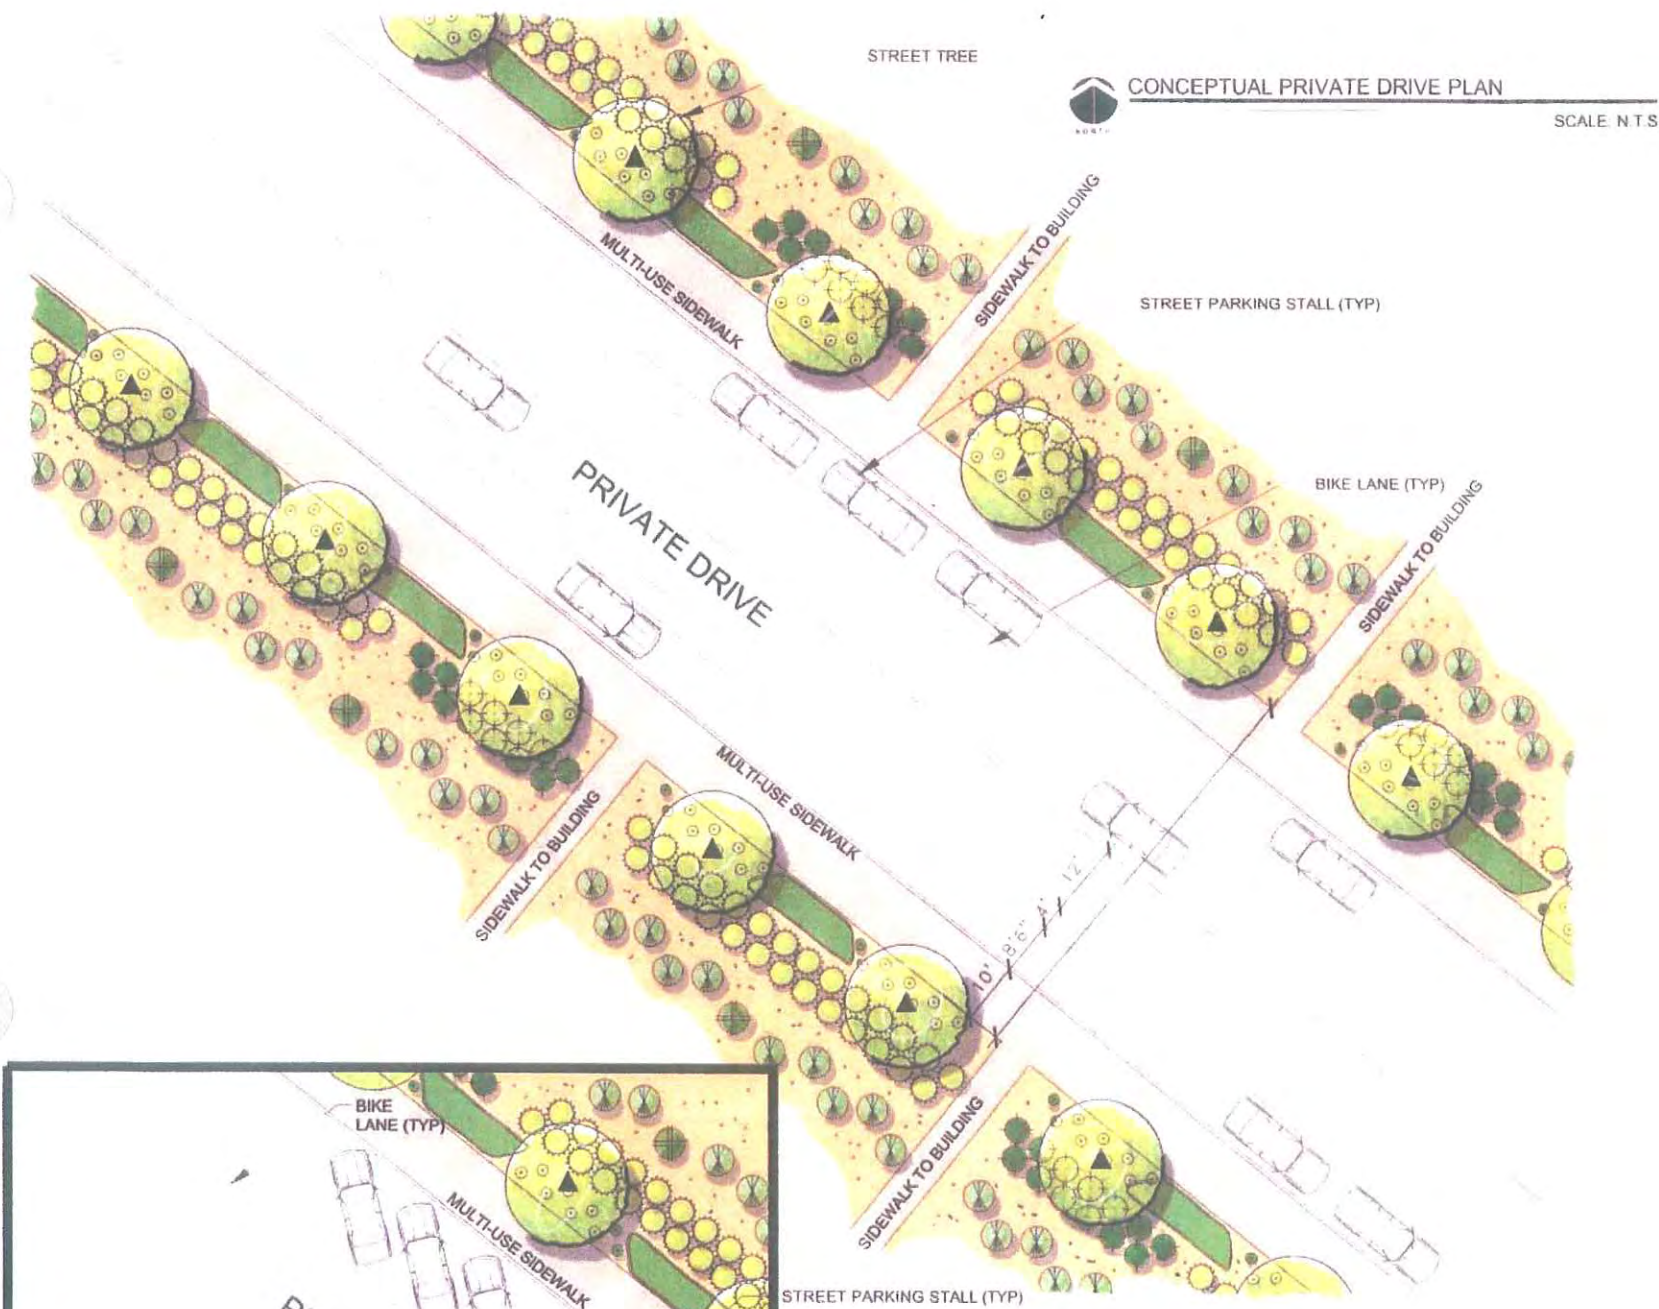 STREET TREE
CONCEPTUAL PRIVATE DRIVE PLAN
NORTH
SCALE: N.T.S
SIDEWALK TO BUILDING
MULTI-USE SIDEWALK
STREET PARKING STALL (TYP)
BIKE LANE (TYP)
SIDEWALK TO BUILDING
PRIVATE DRIVE
MULTI-USE SIDEWALK
SIDEWALK TO BUILDING
12'
4'
8'6"
10'
SIDEWALK TO BUILDING
BIKE
LANE (TYP)
MULTI-USE SIDEWALK
STREET PARKING STALL (TYP)